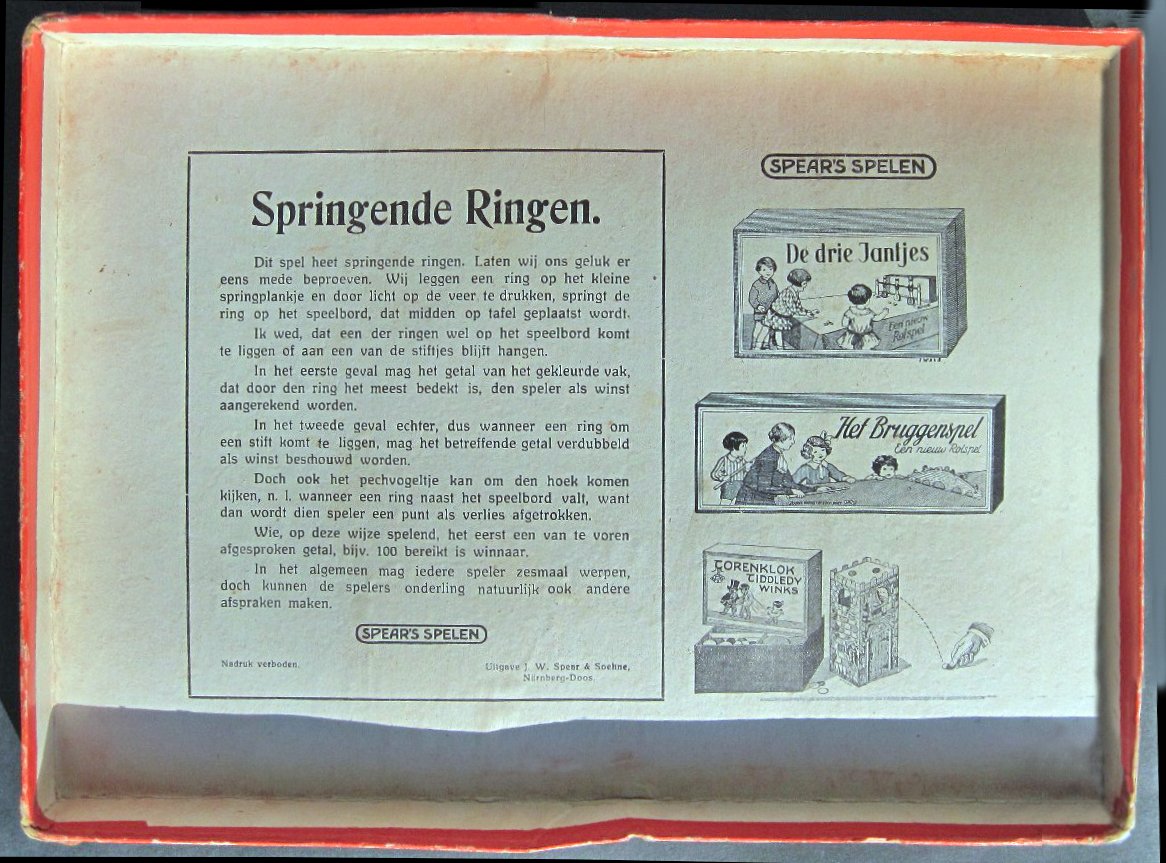 Springende Ringen.
Dit spel heet springende ringen. Laten wij ons geluk er
eens mede beproeven. Wij leggen een ring op het kleine
springplankje en door licht op de veer te drukken, springt de
ring op het speelbord, dat midden op tafel geplaatst wordt.
Ik wed, dat een der ringen wel op het speelbord komt
te liggen of aan een van de stiftjes blijft hangen.
In het eerste geval mag het getal van het gekleurde vak,
dat door den ring het meest bedekt is, den speler als winst
aangerekend worden.
In het tweede geval echter, dus wanneer een ring om
een stift komt te liggen, mag het betreffende getal verdubbeld
als winst beschouwd worden.
Doch ook het pechvogeltje kan om den hoek komen
kijken, n. l. wanneer een ring naast het speelbord valt, want
dan wordt dien speler een punt als verlies afgetrokken.
Wie, op deze wijze spelend, het eerst een van te voren
afgesproken getal, bijv. 100 bereikt is winnaar.
In het algemeen mag iedere speler zesmaal werpen,
doch kunnen de spelers onderling natuurlijk ook andere
afspraken maken.
SPEAR'S SPELEN
Nadruk verboden.
Uitgave J. W. Spear & Soehne,
Nürnberg-Doos.
SPEAR'S SPELEN
De drie Jantjes
Een nieuw
Rolspel
Het Bruggenspel
Een nieuw Rolspel
TORENKLOK
TIDDLEDY
WINKS